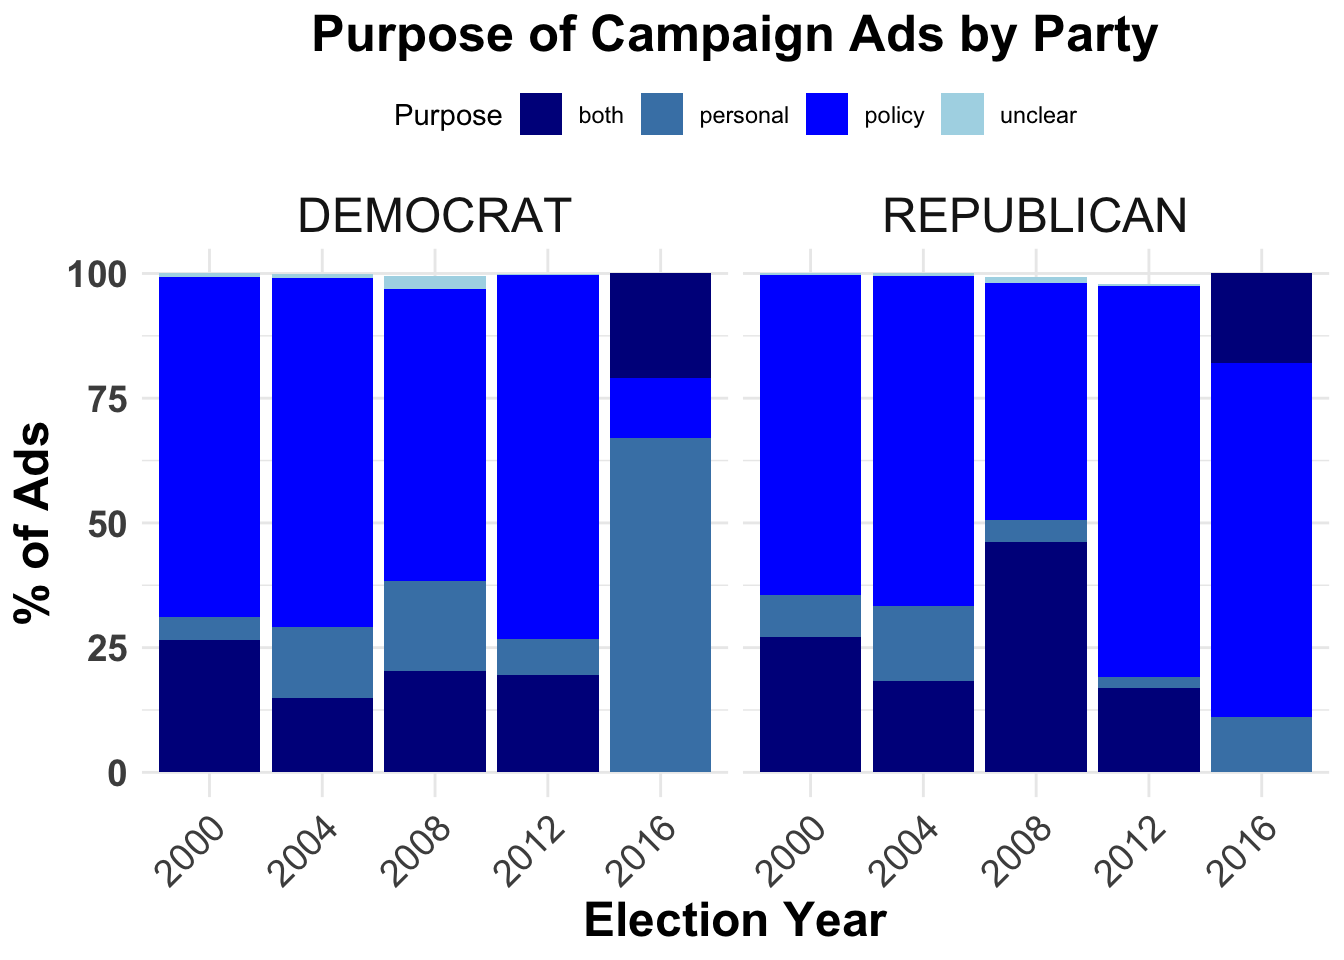 Purpose of Campaign Ads by Party
Purpose both personal policy unclear
DEMOCRAT REPUBLICAN
100
75
50
25
0
% of Ads
2000 2004 2008 2012 2016 2000 2004 2008 2012 2016
Election Year